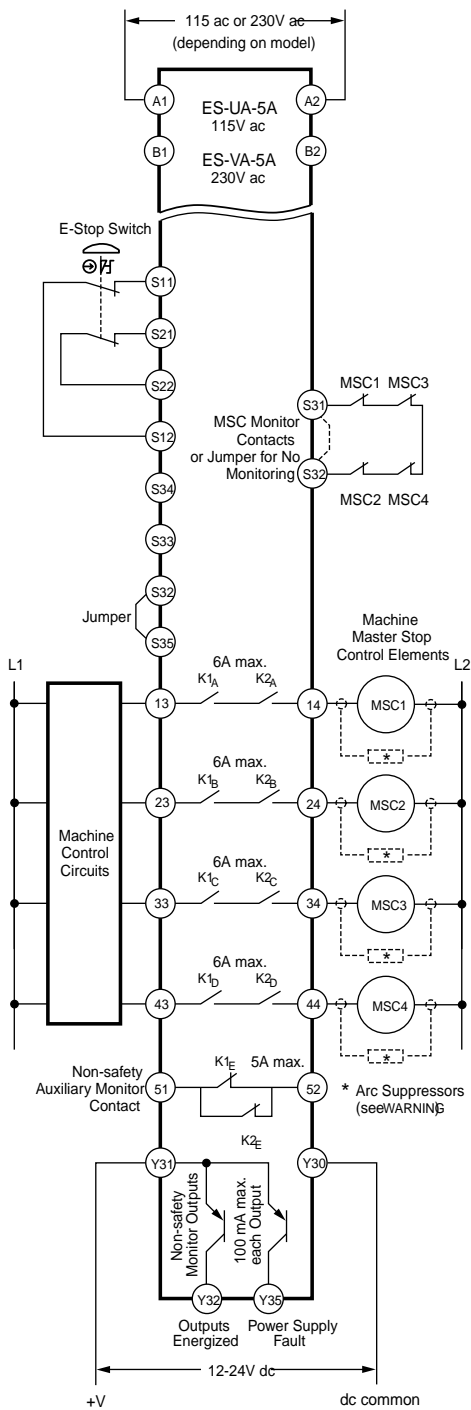 115 ac or 230V ac
(depending on model)
A1
A2
ES-UA-5A
115V ac
B1
B2
ES-VA-5A
230V ac
E-Stop Switch
S11
S21
S22
S12
S31
MSC1 MSC3
MSC Monitor
Contacts
or Jumper for No
Monitoring
S32
MSC2 MSC4
S34
S33
S32
Jumper
S35
Machine
Master Stop
Control Elements
L1
L2
6A max.
K1A
K2A
13
14
MSC1
*
6A max.
K1B
K2B
23
24
MSC2
*
Machine
Control
Circuits
6A max.
K1C
K2C
33
34
MSC3
*
6A max.
K1D
K2D
43
44
MSC4
*
Non-safety
Auxiliary Monitor
Contact
51
K1E
5A max.
52
K2E
* Arc Suppressors
(see WARNING)
Y31
Y30
Non-safety
Monitor Outputs
100 mA max.
each Output
Y32
Y35
Outputs
Energized
Power Supply
Fault
12-24V dc
+V
dc common